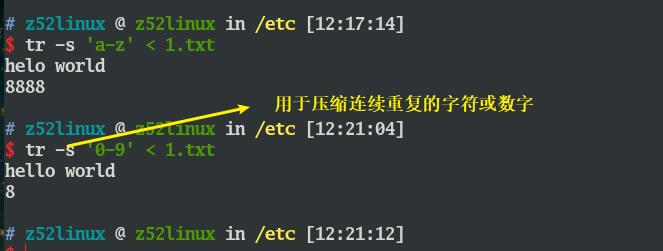 # z52linux @ z52linux in /etc [12:17:14]
$ tr -s 'a-z' < 1.txt
helo world
8888
用于压缩连续重复的字符或数字
# z52linux @ z52linux in /etc [12:21:04]
$ tr -s '0-9' < 1.txt
hello world
8
# z52linux @ z52linux in /etc [12:21:12]
$